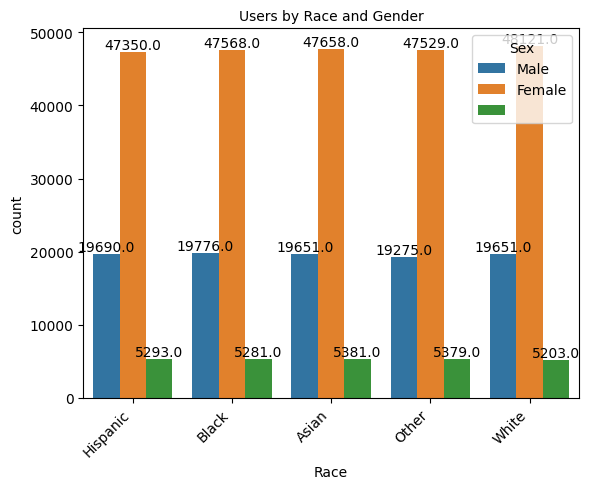 Users by Race and Gender
count
50000
40000
30000
20000
10000
0
19690.0
47350.0
5293.0
19776.0
47568.0
5281.0
19651.0
47658.0
5381.0
19275.0
47529.0
5379.0
19651.0
48121.0
5203.0
Sex
Male
Female
Hispanic
Black
Asian
Other
White
Race